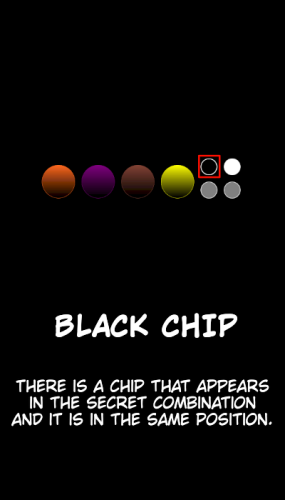 BLACK CHIP
THERE IS A CHIP THAT APPEARS
IN THE SECRET COMBINATION
AND IT IS IN THE SAME POSITION.